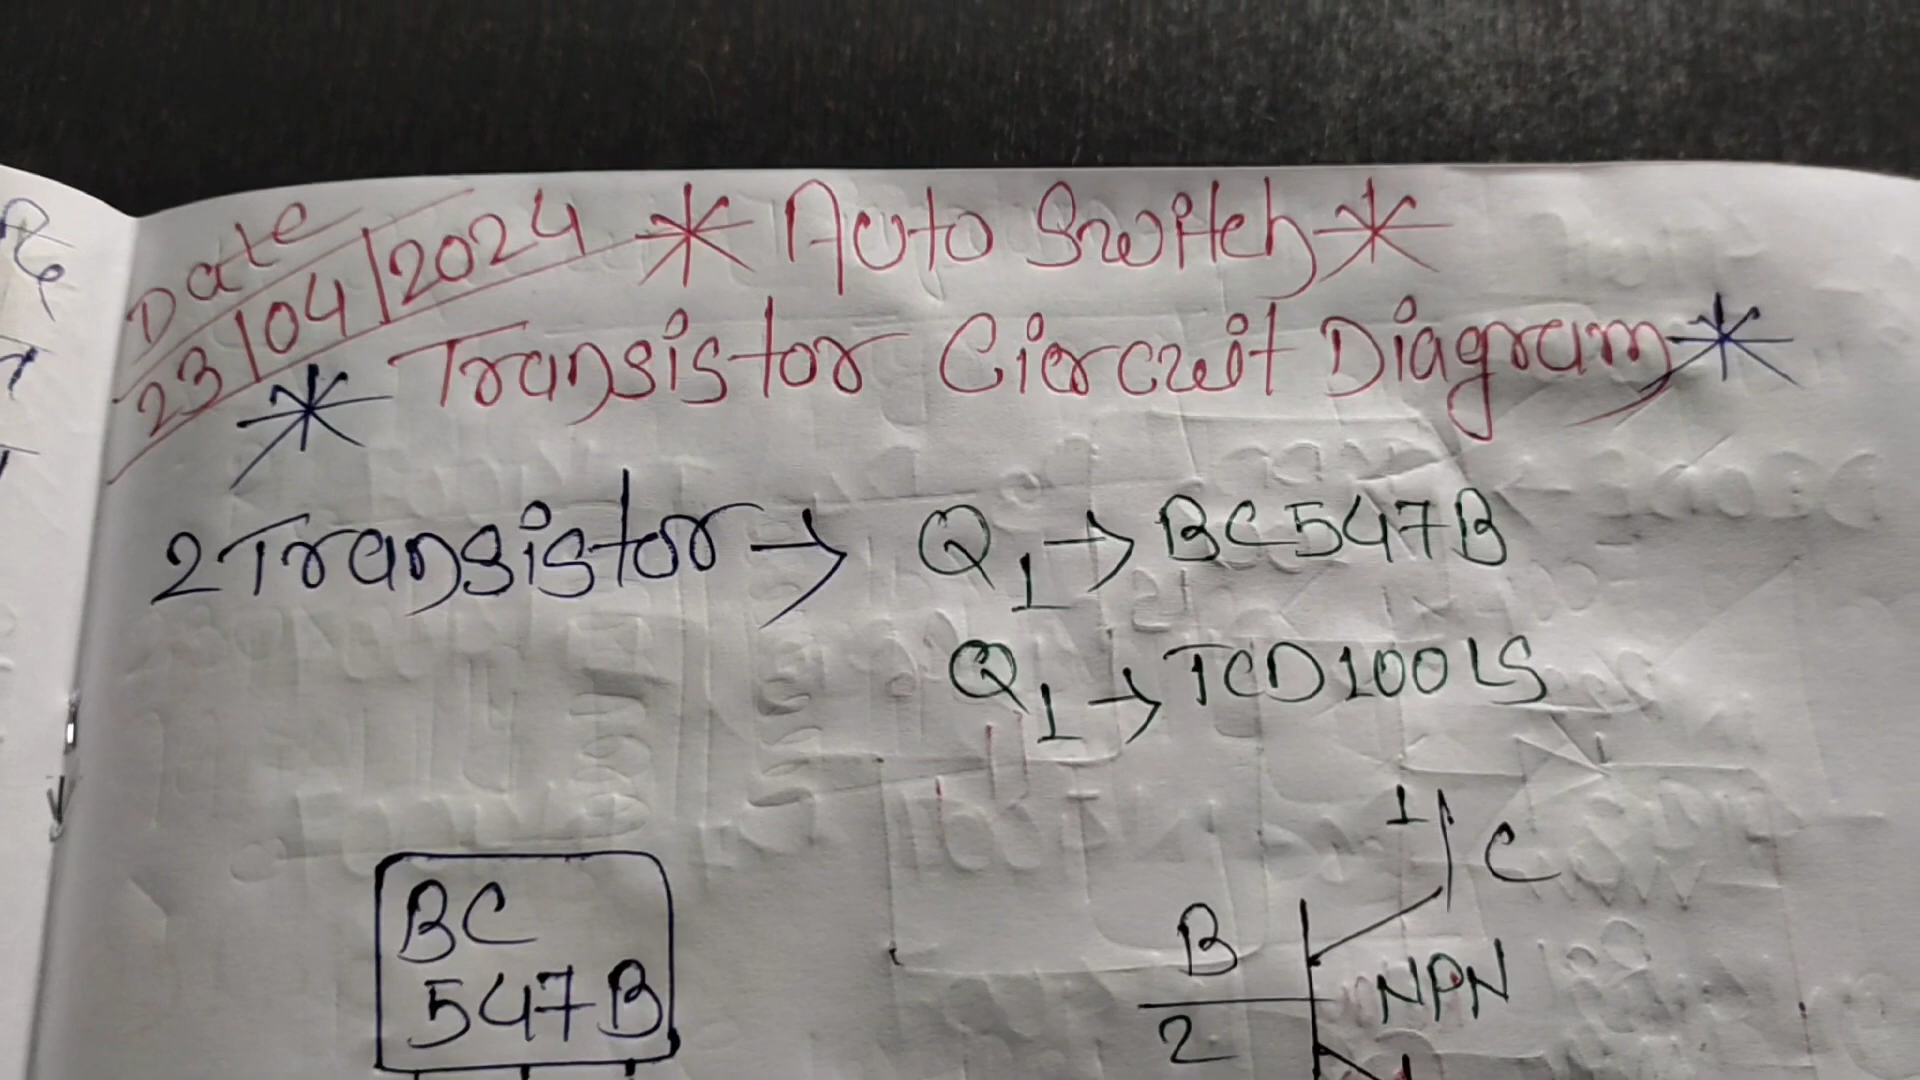 Date
23/04/2024
* Auto Switch *
* Transistor Ciercuit Diagram *
2 Transistor → Q1 → BC547B
Q1 → TCD100LS
1
C
B
NPN
2
BC
547B